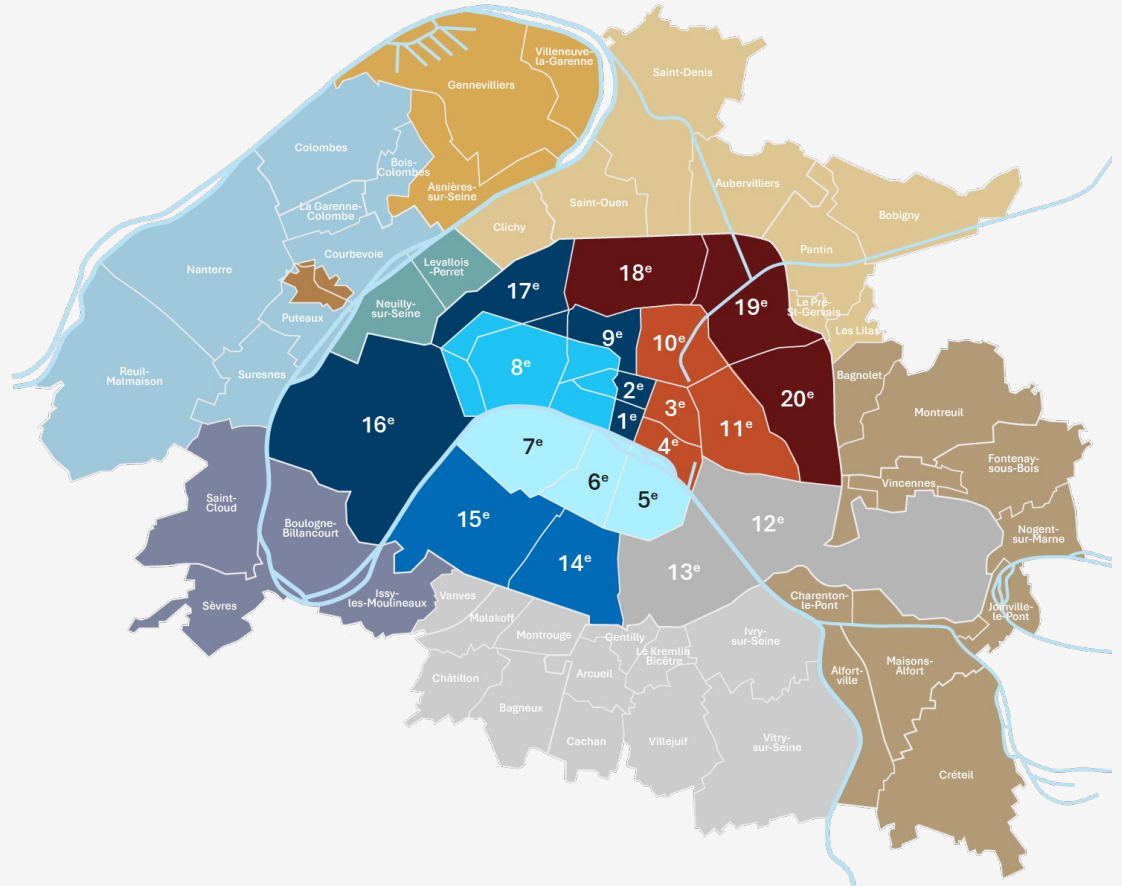 Villeneuve-
la-Garenne
Gennevilliers
Saint-Denis
Colombes
Bois-
Colombes
Asnières-
sur-Seine
Aubervilliers
La Garenne-
Colombe
Saint-Ouen
Bobigny
Clichy
Pantin
Courbevoie
Nanterre
Levallois
-Perret
Neuilly-
sur-Seine
Puteaux
Le Pré-
St-Gervais
Les Lilas
Reuil-
Malmaison
Suresnes
17e
18e
19e
9e
10e
8e
2e
20e
3e
1e
11e
16e
4e
7e
6e
5e
15e
12e
14e
13e
Bagnolet
Montreuil
Fontenay-
sous-Bois
Vincennes
Nogent-
sur-Marne
Saint-
Cloud
Boulogne-
Billancourt
Sèvres
Issy-
les-Moulineaux
Vanves
Malakoff
Montrouge
Gentilly
Le Kremlin
Bicêtre
Ivry-
sur-Seine
Charenton-
le-Pont
Joinville-
le-Pont
Châtillon
Arcueil
Alfort-
ville
Maisons-
Alfort
Bagneux
Cachan
Villejuif
Vitry-
sur-Seine
Créteil